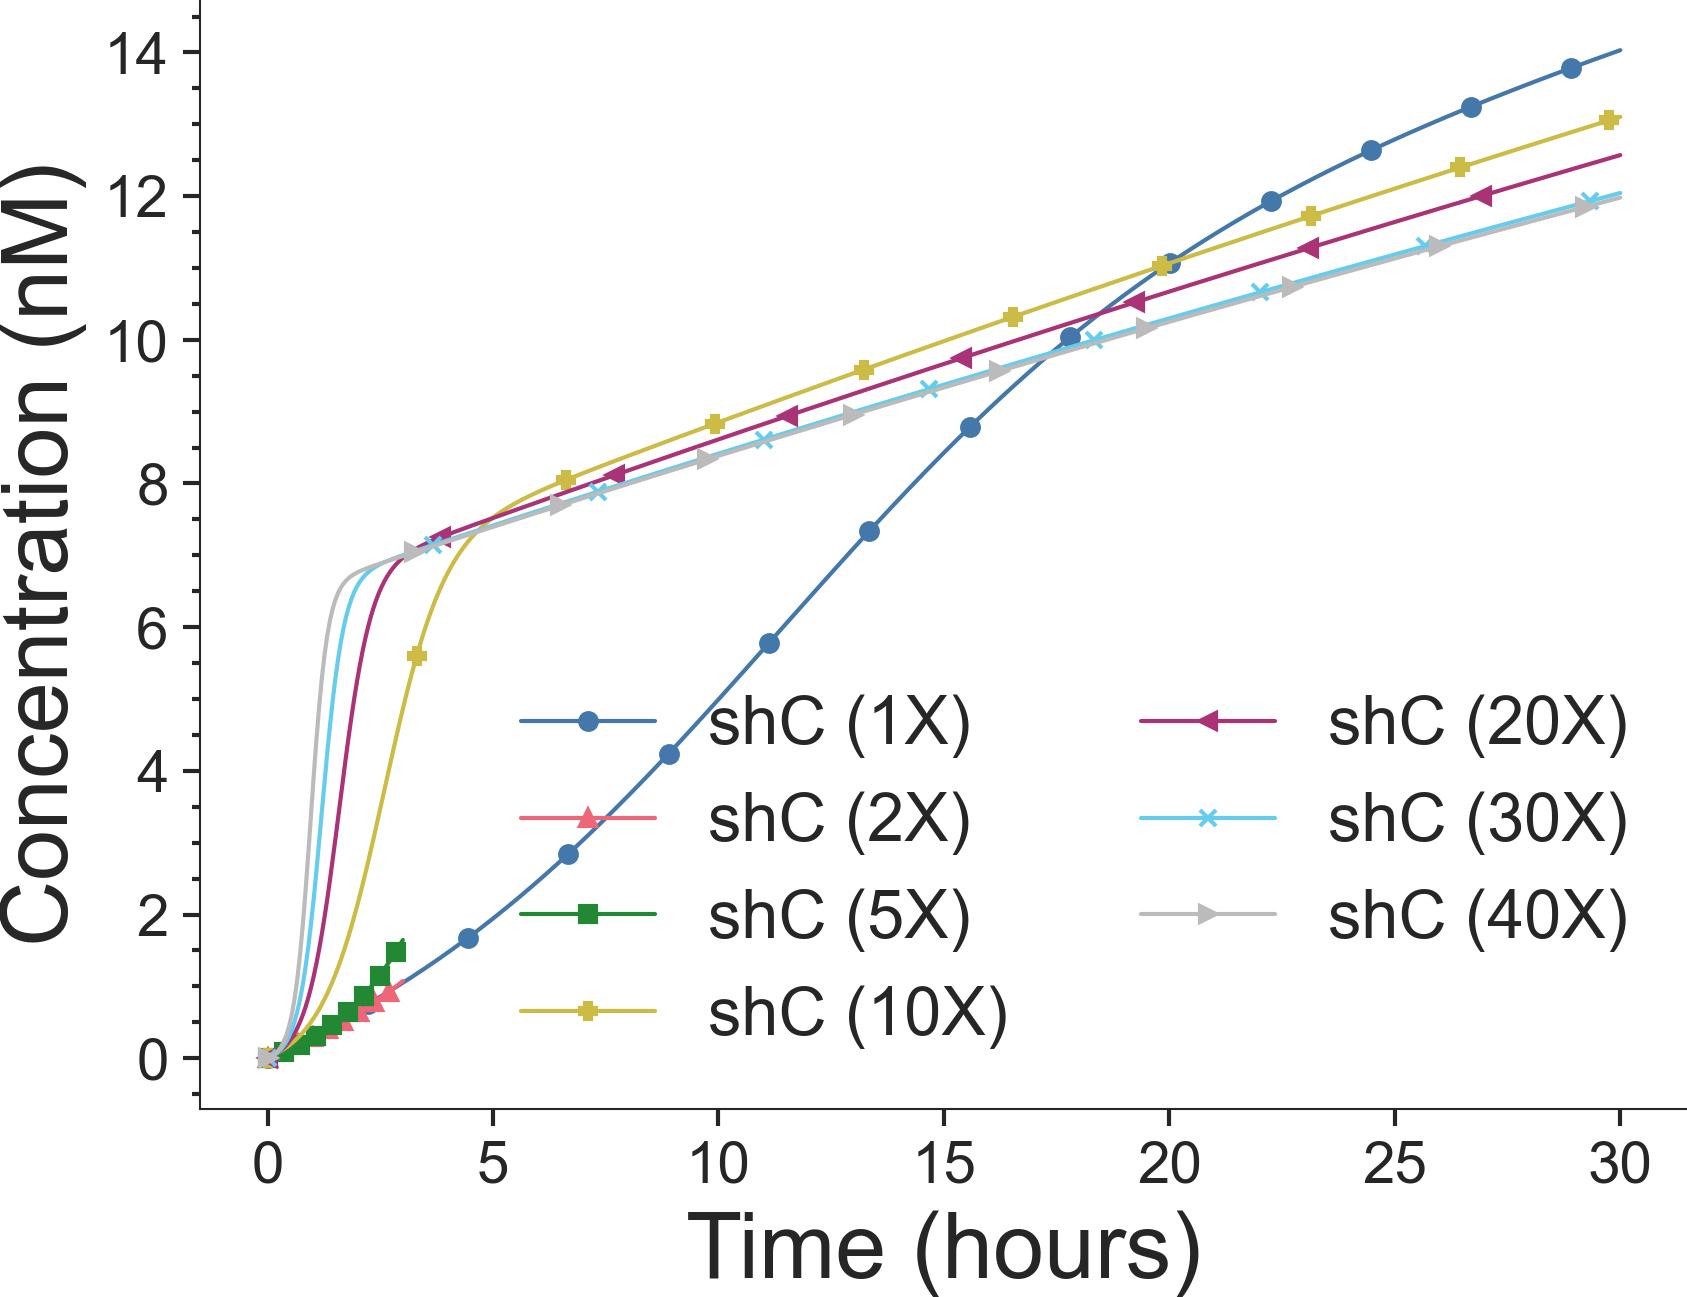 Concentration (nM)
14
12
10
8
6
4
2
0
shC (1X)
shC (2X)
shC (5X)
shC (10X)
shC (20X)
shC (30X)
shC (40X)
0 5 10 15 20 25 30
Time (hours)